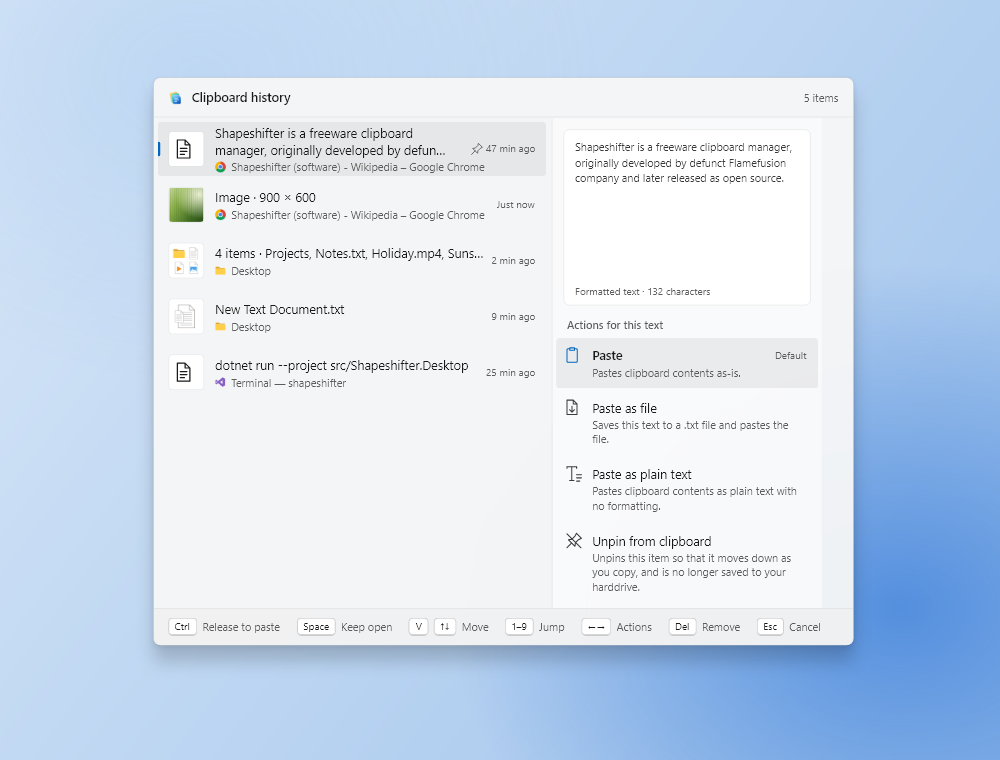 Clipboard history
5 items
Shapeshifter is a freeware clipboard
manager, originally developed by defun...
47 min ago
Shapeshifter (software) - Wikipedia – Google Chrome
Image · 900 × 600
Just now
Shapeshifter (software) - Wikipedia – Google Chrome
4 items · Projects, Notes.txt, Holiday.mp4, Suns...
2 min ago
Desktop
New Text Document.txt
9 min ago
Desktop
dotnet run --project src/Shapeshifter.Desktop
25 min ago
Terminal — shapeshifter
Shapeshifter is a freeware clipboard manager,
originally developed by defunct Flamefusion
company and later released as open source.
Formatted text · 132 characters
Actions for this text
Paste
Default
Pastes clipboard contents as-is.
Paste as file
Saves this text to a .txt file and pastes the
file.
Paste as plain text
Pastes clipboard contents as plain text with
no formatting.
Unpin from clipboard
Unpins this item so that it moves down as
you copy, and is no longer saved to your
harddrive.
Ctrl Release to paste Space Keep open V ↑↓ Move 1–9 Jump ←→ Actions Del Remove Esc Cancel